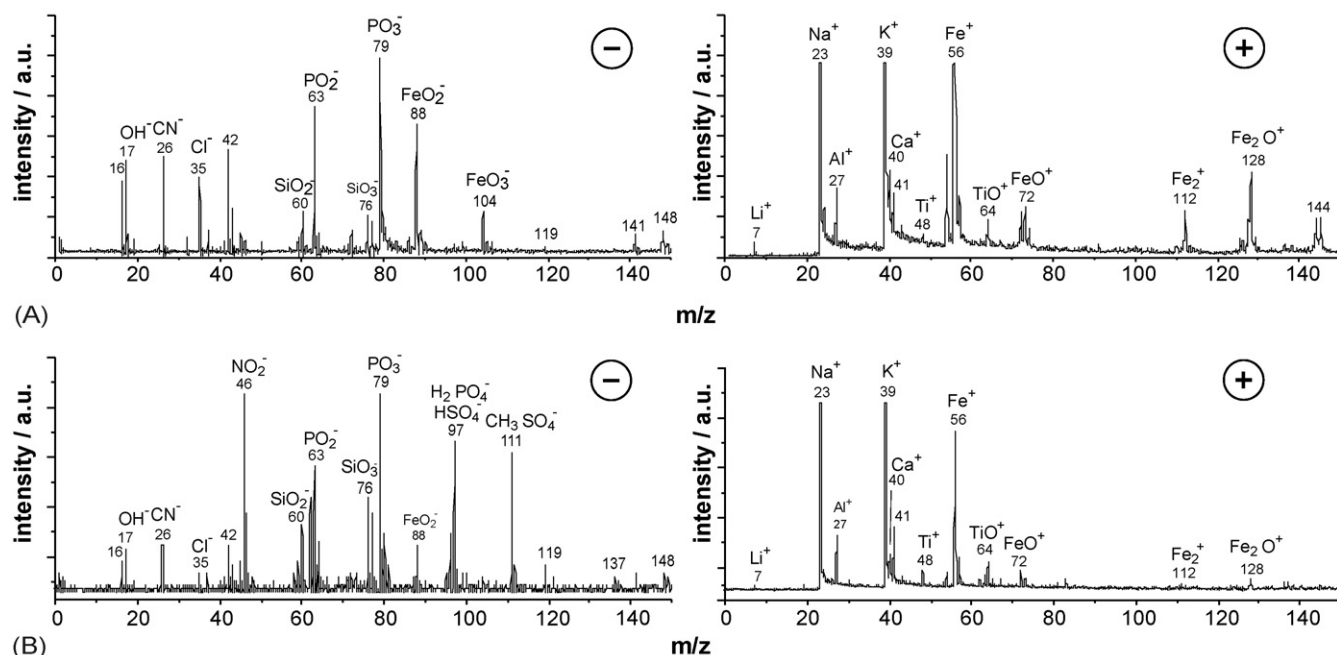 PO₃⁻
79
PO₂⁻
63
FeO₂⁻
88
OH⁻ CN⁻
16 17 26
Cl⁻
35
42
SiO₂⁻
60
SiO₃⁻
76
FeO₃⁻
104
119
141
148
−
intensity / a.u.
0 20 40 60 80 100 120 140
Na⁺
23
K⁺
39
Fe⁺
56
Ca⁺
40
41
Al⁺
27
Li⁺
7
Ti⁺
48
TiO⁺
64
FeO⁺
72
Fe₂⁺
112
Fe₂O⁺
128
144
+
intensity / a.u.
0 20 40 60 80 100 120 140
(A)
m/z
NO₂⁻
46
PO₃⁻
79
H₂PO₄⁻
HSO₄⁻
97
CH₃SO₄⁻
111
PO₂⁻
63
SiO₃⁻
76
SiO₂⁻
60
OH⁻ CN⁻
16 17 26
Cl⁻
35
42
FeO₂⁻
88
119
137
148
−
intensity / a.u.
0 20 40 60 80 100 120 140
Na⁺
23
K⁺
39
Fe⁺
56
Ca⁺
40
41
Al⁺
27
Li⁺
7
Ti⁺
48
TiO⁺
64
FeO⁺
72
Fe₂⁺
112
Fe₂O⁺
128
+
intensity / a.u.
0 20 40 60 80 100 120 140
(B)
m/z